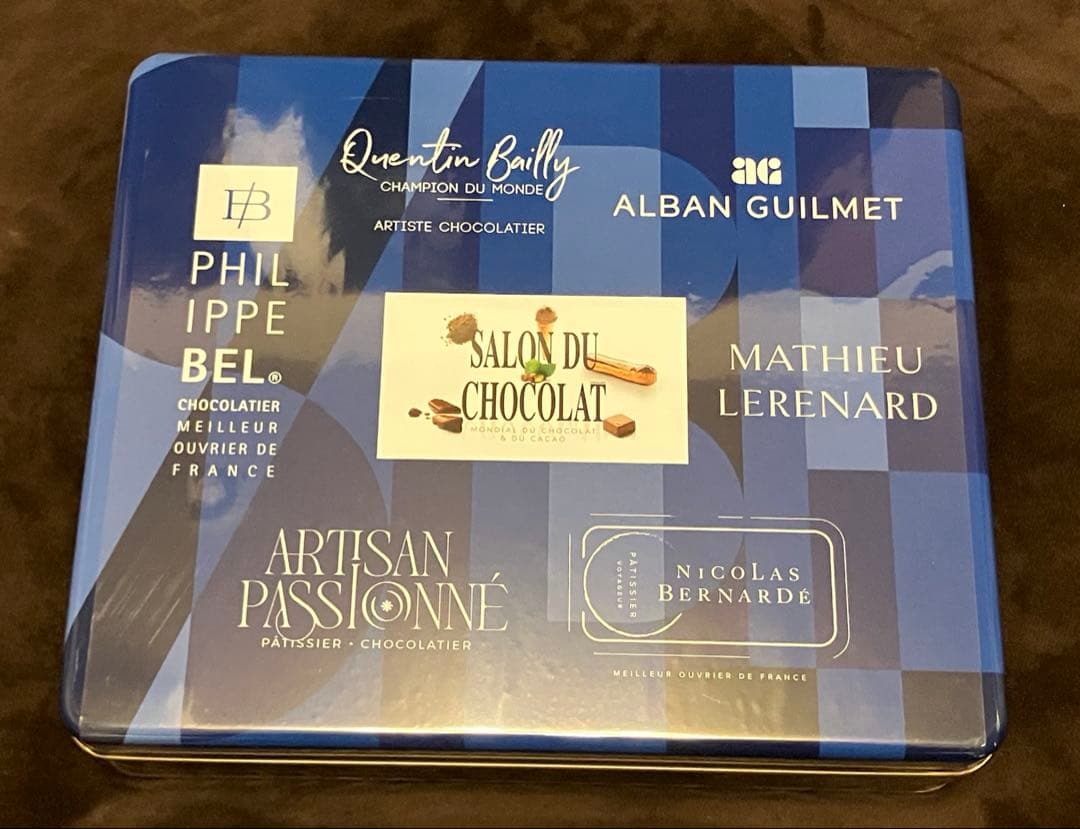 Quentin Bailly
CHAMPION DU MONDE
ARTISTE CHOCOLATIER
ag
ALBAN GUILMET
PB
PHIL
IPPE
BEL®
CHOCOLATIER
MEILLEUR
OUVRIER DE
FRANCE
SALON DU
CHOCOLAT
MONDIAL DU CHOCOLAT
& DU CACAO
MATHIEU
LERENARD
ARTISAN
PASSIONNÉ
PÂTISSIER • CHOCOLATIER
PÂTISSIER
VOYAGEUR
NICOLAS
BERNARDÉ
MEILLEUR OUVRIER DE FRANCE